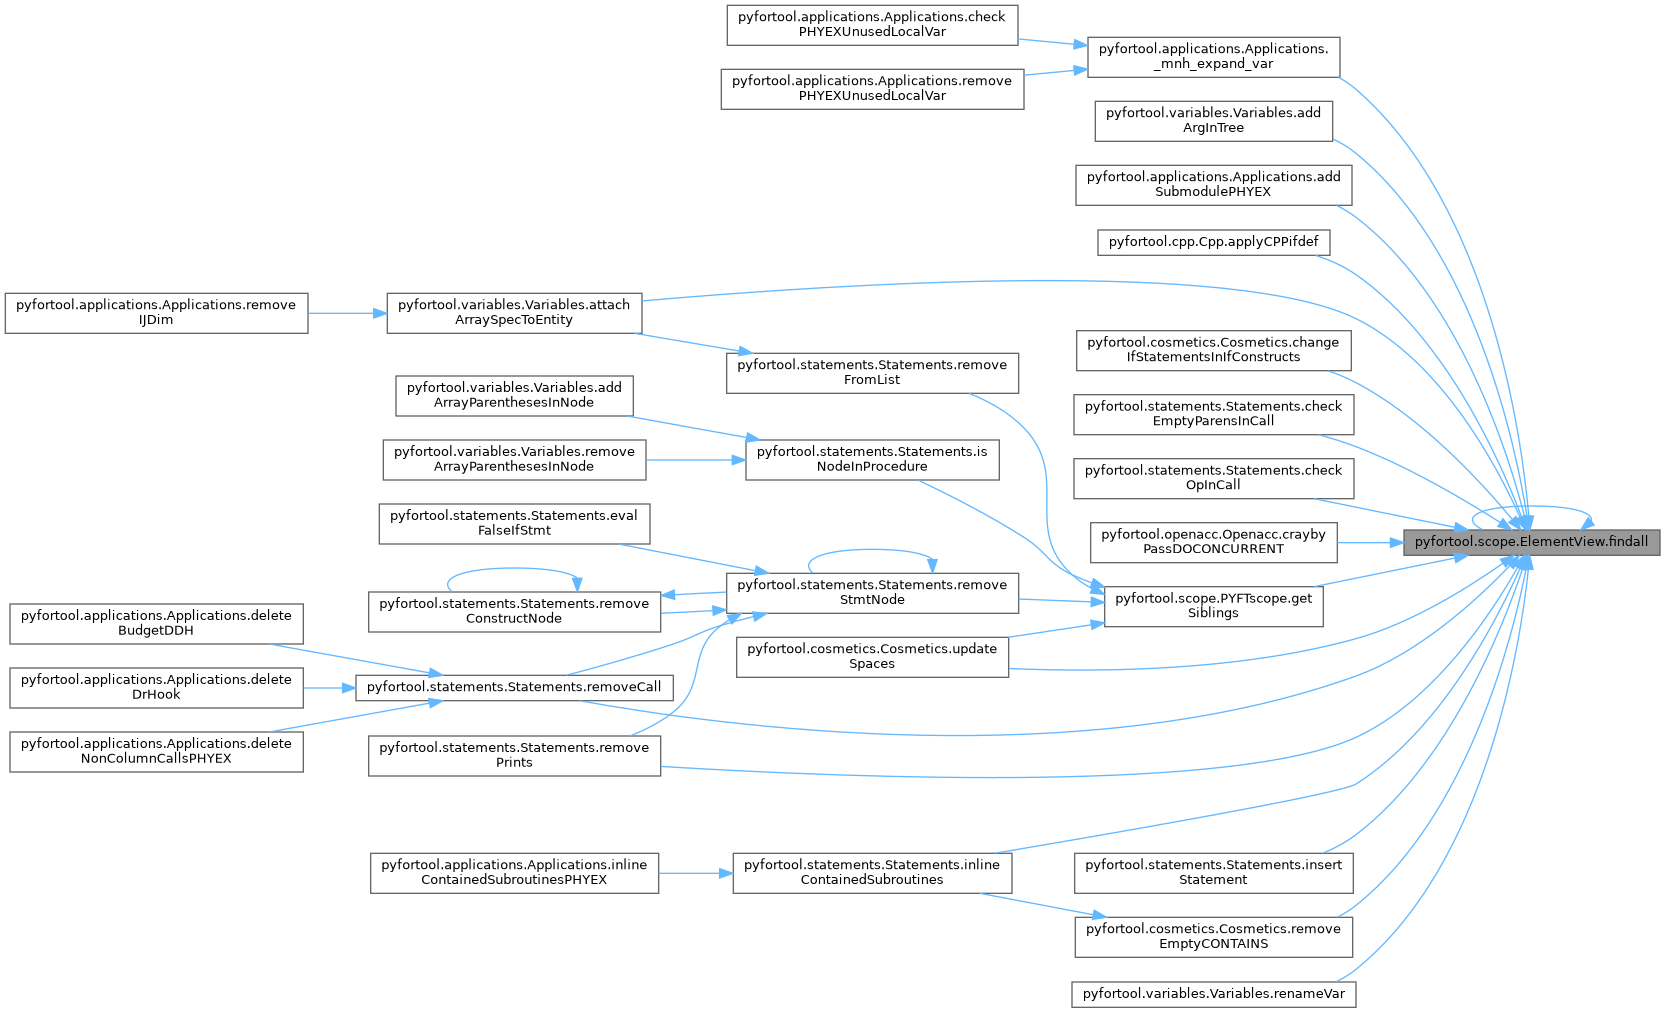 pyfortool.applications.Applications.check
PHYEXUnusedLocalVar
pyfortool.applications.Applications.
_mnh_expand_var
pyfortool.applications.Applications.remove
PHYEXUnusedLocalVar
pyfortool.variables.Variables.add
ArgInTree
pyfortool.applications.Applications.add
SubmodulePHYEX
pyfortool.cpp.Cpp.applyCPPifdef
pyfortool.applications.Applications.remove
IJDim
pyfortool.variables.Variables.attach
ArraySpecToEntity
pyfortool.cosmetics.Cosmetics.change
IfStatementsInIfConstructs
pyfortool.statements.Statements.remove
FromList
pyfortool.variables.Variables.add
ArrayParenthesesInNode
pyfortool.statements.Statements.check
EmptyParensInCall
pyfortool.variables.Variables.remove
ArrayParenthesesInNode
pyfortool.statements.Statements.is
NodeInProcedure
pyfortool.statements.Statements.check
OpInCall
pyfortool.statements.Statements.eval
FalseIfStmt
pyfortool.openacc.Openacc.crayby
PassDOCONCURRENT
pyfortool.scope.ElementView.findall
pyfortool.statements.Statements.remove
StmtNode
pyfortool.statements.Statements.remove
ConstructNode
pyfortool.scope.PYFTscope.get
Siblings
pyfortool.applications.Applications.delete
BudgetDDH
pyfortool.cosmetics.Cosmetics.update
Spaces
pyfortool.applications.Applications.delete
DrHook
pyfortool.statements.Statements.removeCall
pyfortool.applications.Applications.delete
NonColumnCallsPHYEX
pyfortool.statements.Statements.remove
Prints
pyfortool.applications.Applications.inline
ContainedSubroutinesPHYEX
pyfortool.statements.Statements.inline
ContainedSubroutines
pyfortool.statements.Statements.insert
Statement
pyfortool.cosmetics.Cosmetics.remove
EmptyCONTAINS
pyfortool.variables.Variables.renameVar